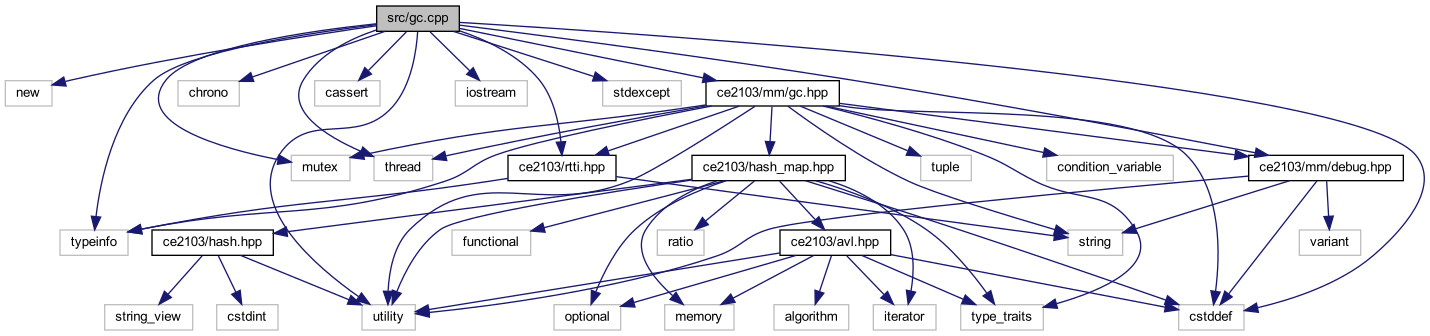 src/gc.cpp
new
chrono
cassert
iostream
stdexcept
ce2103/mm/gc.hpp
mutex
thread
ce2103/rtti.hpp
ce2103/hash_map.hpp
tuple
condition_variable
ce2103/mm/debug.hpp
typeinfo
ce2103/hash.hpp
functional
ratio
ce2103/avl.hpp
string
variant
string_view
cstdint
utility
optional
memory
algorithm
iterator
type_traits
cstddef